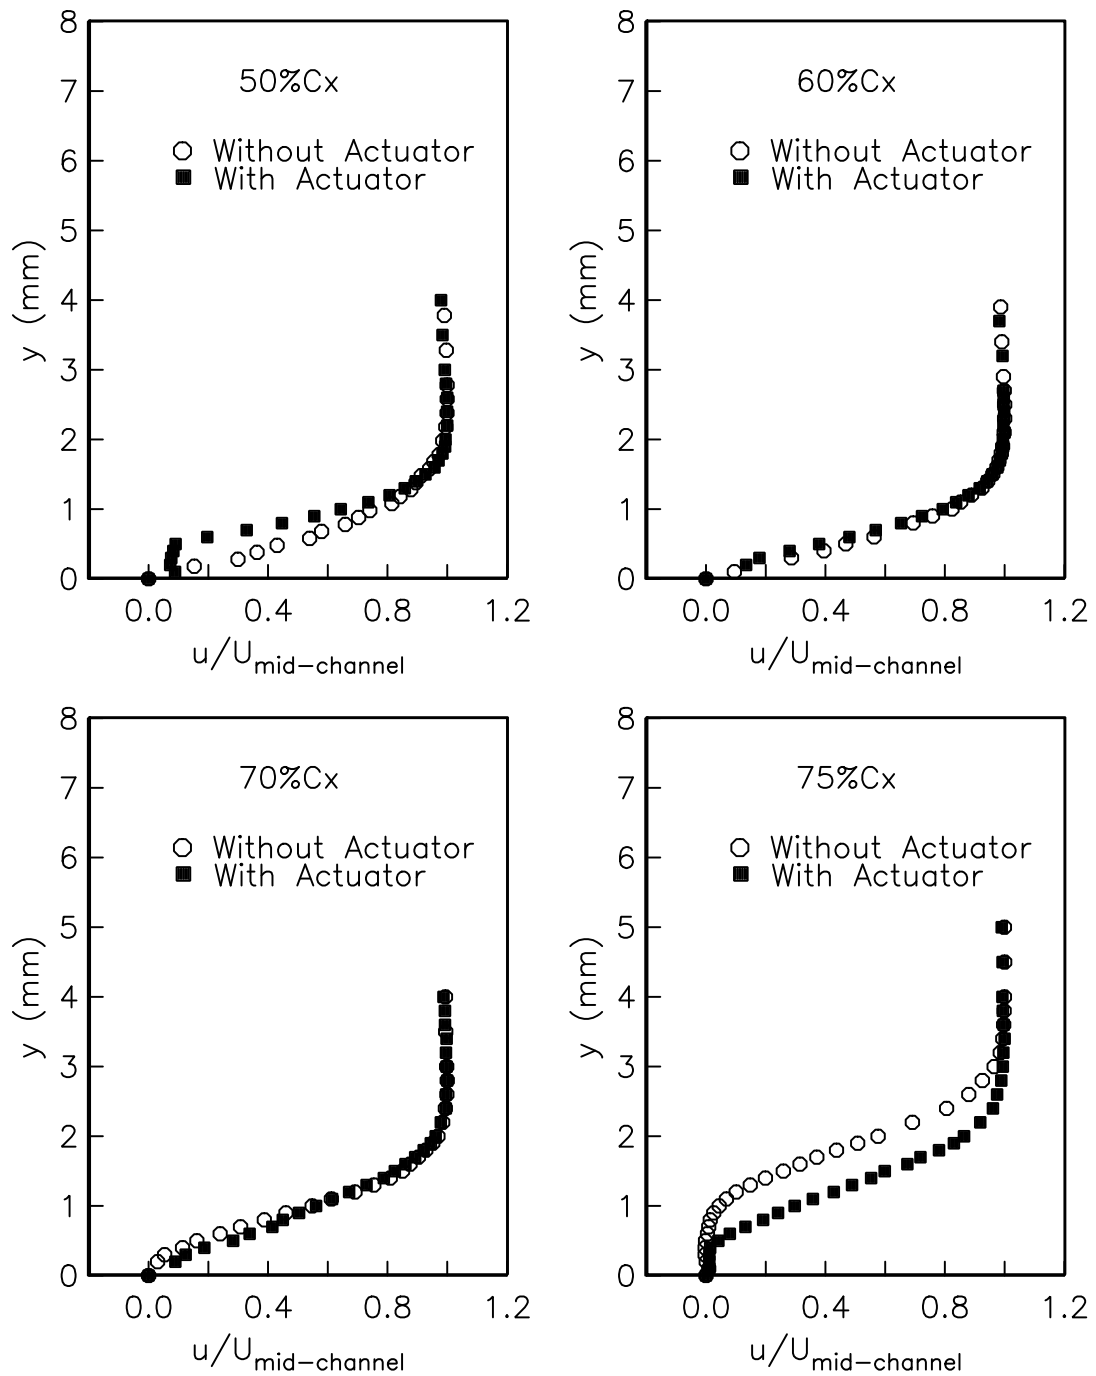 8
50%Cx
7
Without Actuator
6
With Actuator
5
y (mm)
4
3
2
1
0
0.0 0.4 0.8 1.2
u/Umid-channel
8
60%Cx
7
Without Actuator
6
With Actuator
5
y (mm)
4
3
2
1
0
0.0 0.4 0.8 1.2
u/Umid-channel
8
70%Cx
7
Without Actuator
6
With Actuator
5
y (mm)
4
3
2
1
0
0.0 0.4 0.8 1.2
u/Umid-channel
8
75%Cx
7
Without Actuator
6
With Actuator
5
y (mm)
4
3
2
1
0
0.0 0.4 0.8 1.2
u/Umid-channel